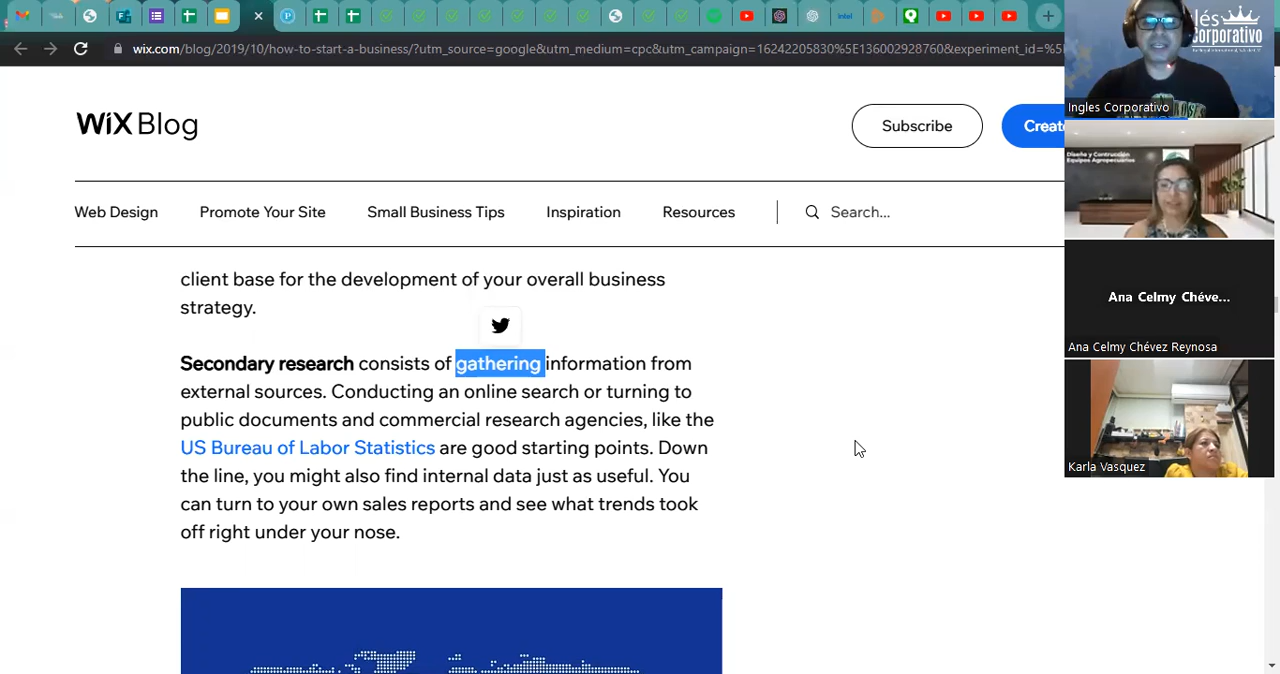 wix.com/blog/2019/10/how-to-start-a-business/?utm_source=google&utm_medium=cpc&utm_campaign=16242205830%5E136002928760&experiment_id=%5
WiX Blog
Subscribe
Create
Web Design
Promote Your Site
Small Business Tips
Inspiration
Resources
Search...
client base for the development of your overall business
strategy.
Secondary research consists of gathering information from
external sources. Conducting an online search or turning to
public documents and commercial research agencies, like the
US Bureau of Labor Statistics are good starting points. Down
the line, you might also find internal data just as useful. You
can turn to your own sales reports and see what trends took
off right under your nose.
lés
corporativo
Ingles Corporativo
Diseño y Contrucción
Equipos Agropecuarios
Ana Celmy Chéve...
Ana Celmy Chévez Reynosa
Karla Vasquez